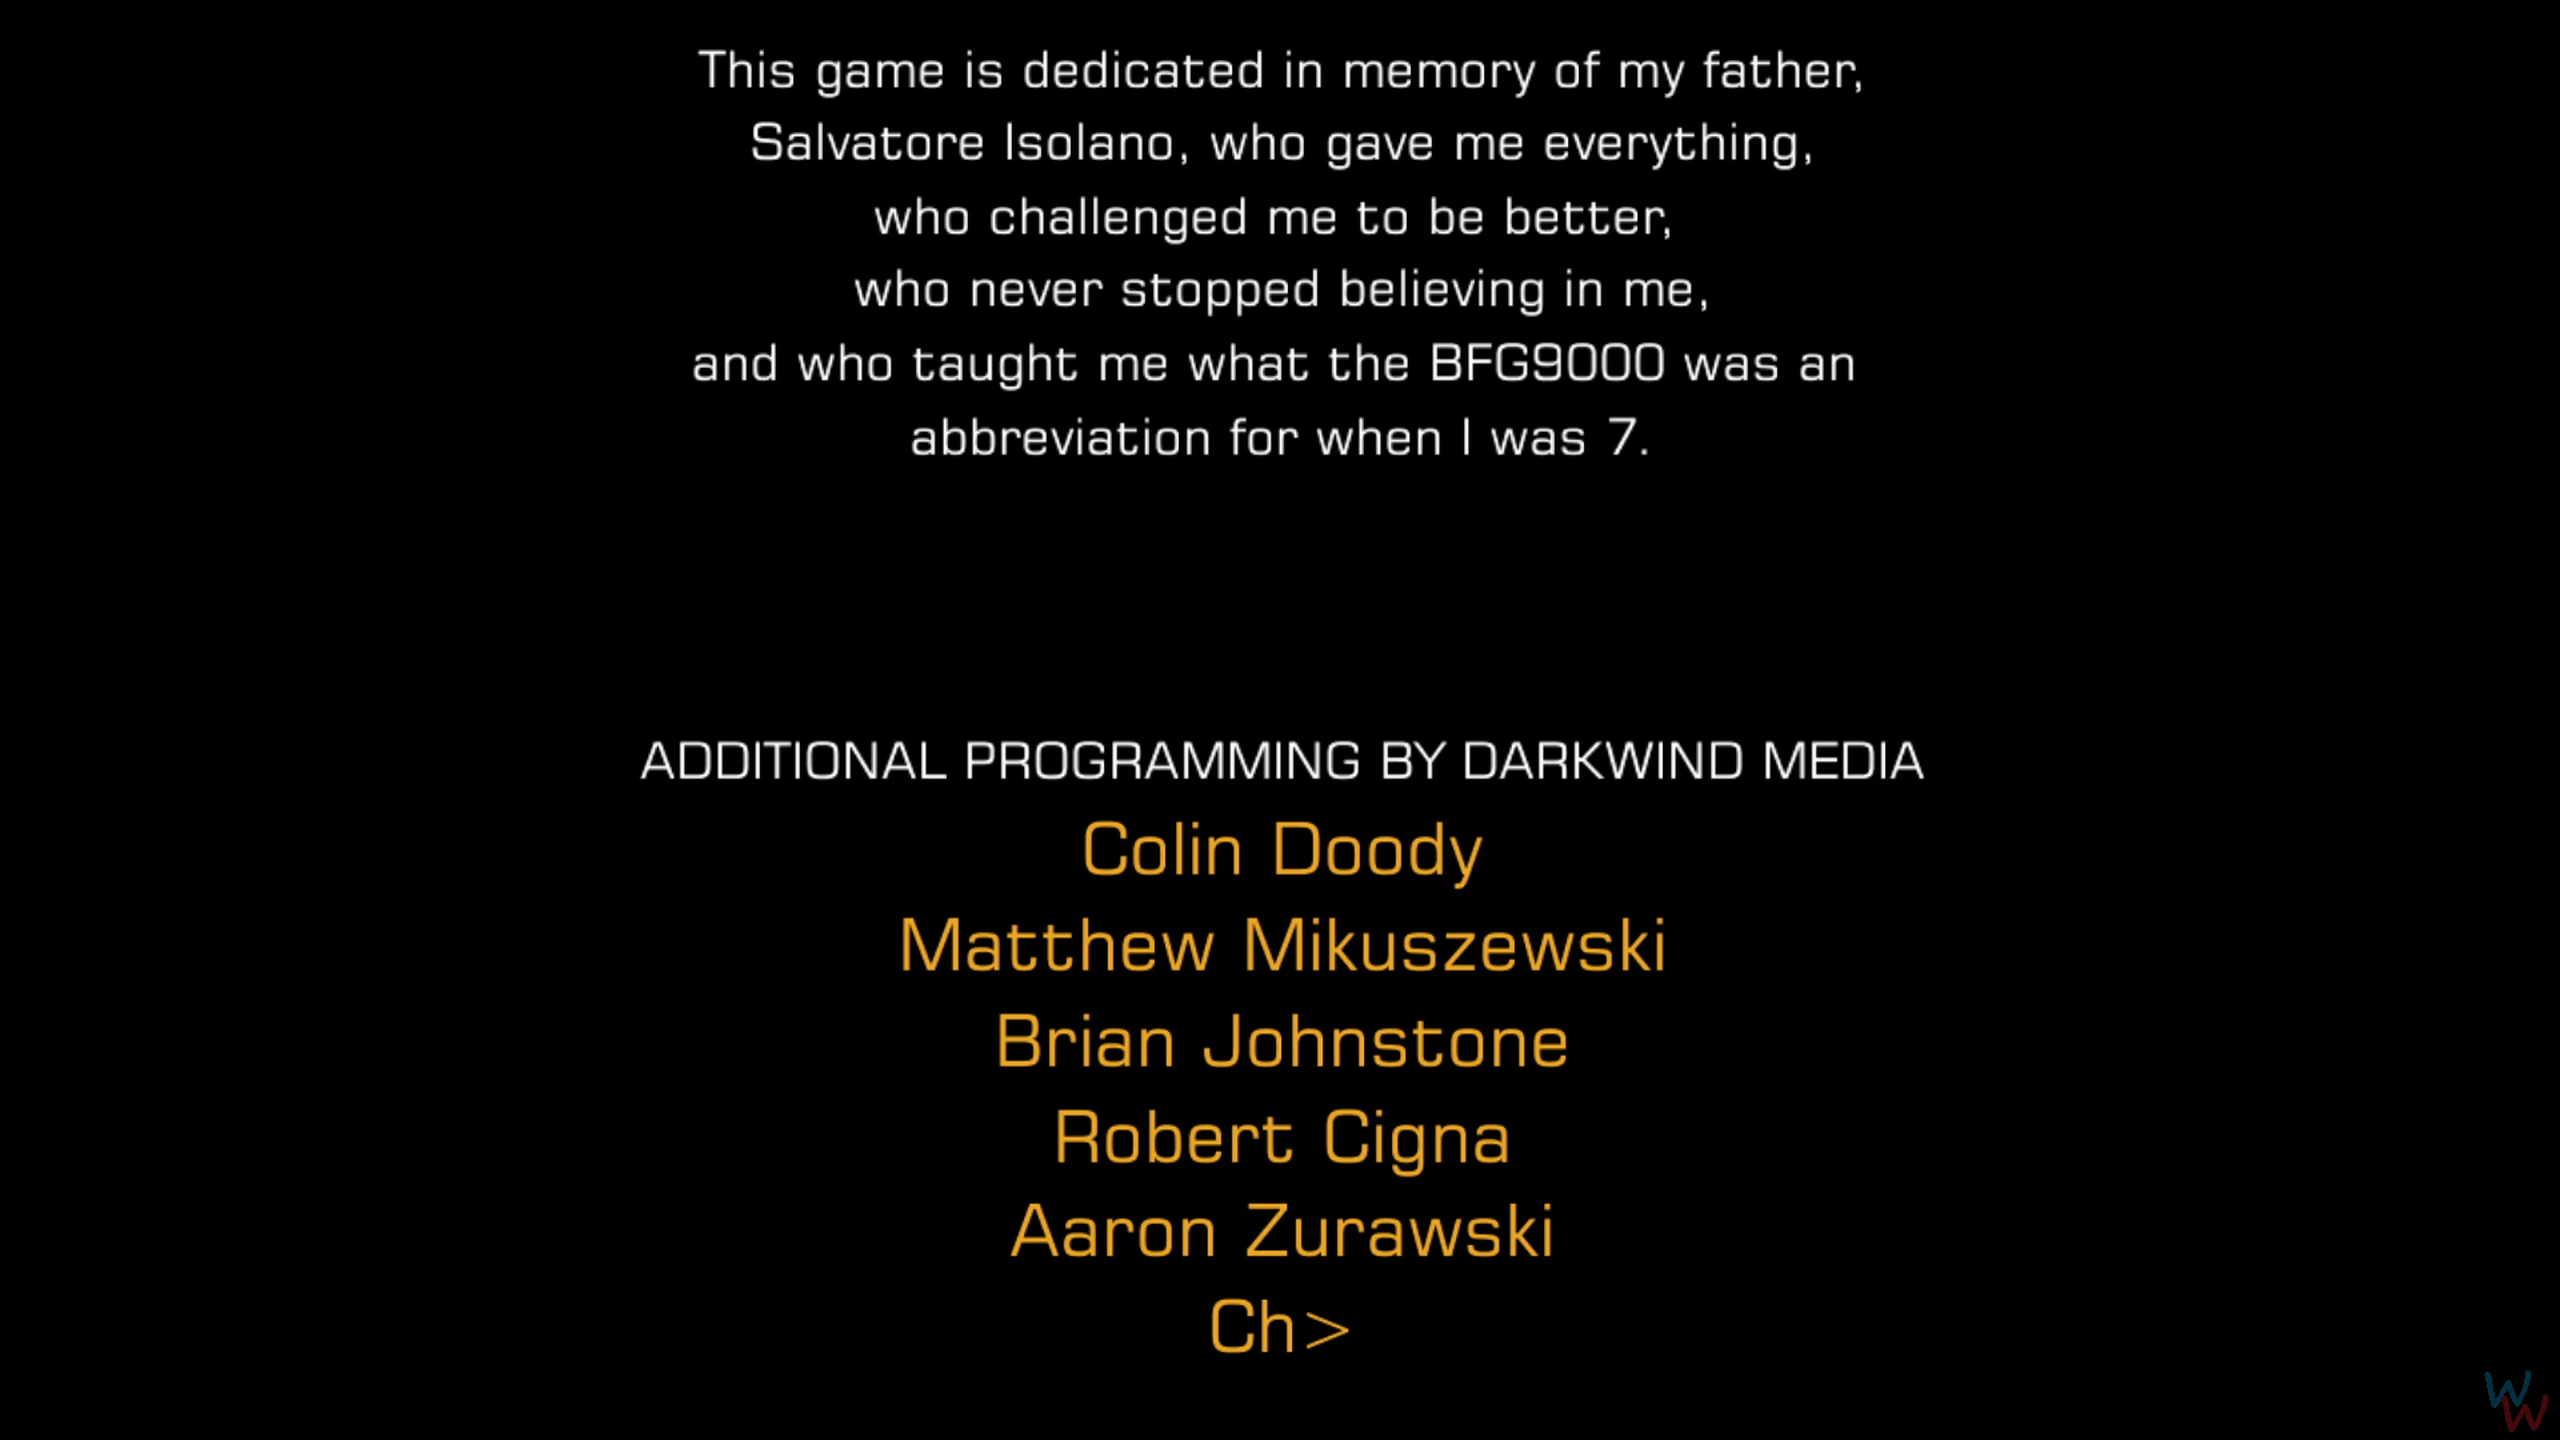 This game is dedicated in memory of my father,
Salvatore Isolano, who gave me everything,
who challenged me to be better,
who never stopped believing in me,
and who taught me what the BFG9000 was an
abbreviation for when I was 7.
ADDITIONAL PROGRAMMING BY DARKWIND MEDIA
Colin Doody
Matthew Mikuszewski
Brian Johnstone
Robert Cigna
Aaron Zurawski
Ch>
WW